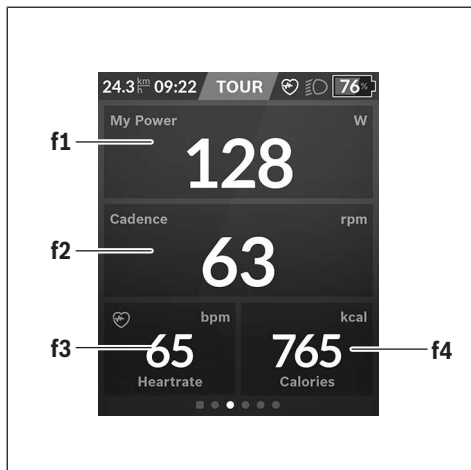 24.3 km/h 09:22 TOUR 76%
f1 My Power W
128
Cadence rpm
f2 63
bpm kcal
f3 65 765 f4
Heartrate Calories